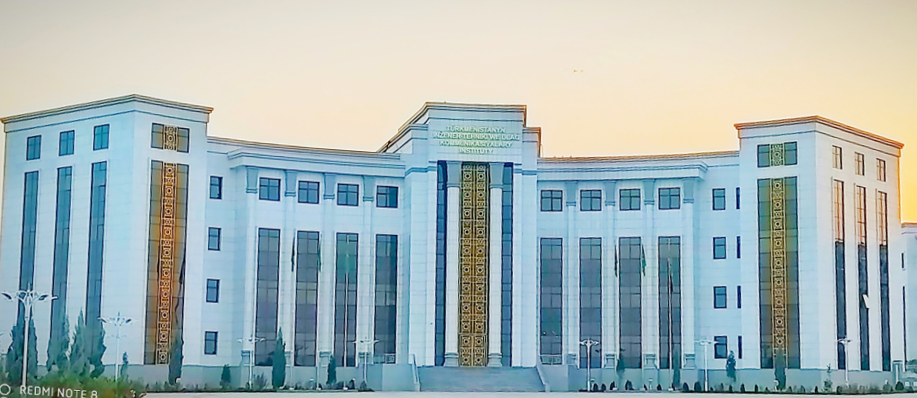 TÜRKMENISTANYŇ
INŽENER-TEHNIKI WE ULAG
KOMMUNIKASIÝALARY
INSTITUTY
REDMI NOTE 8